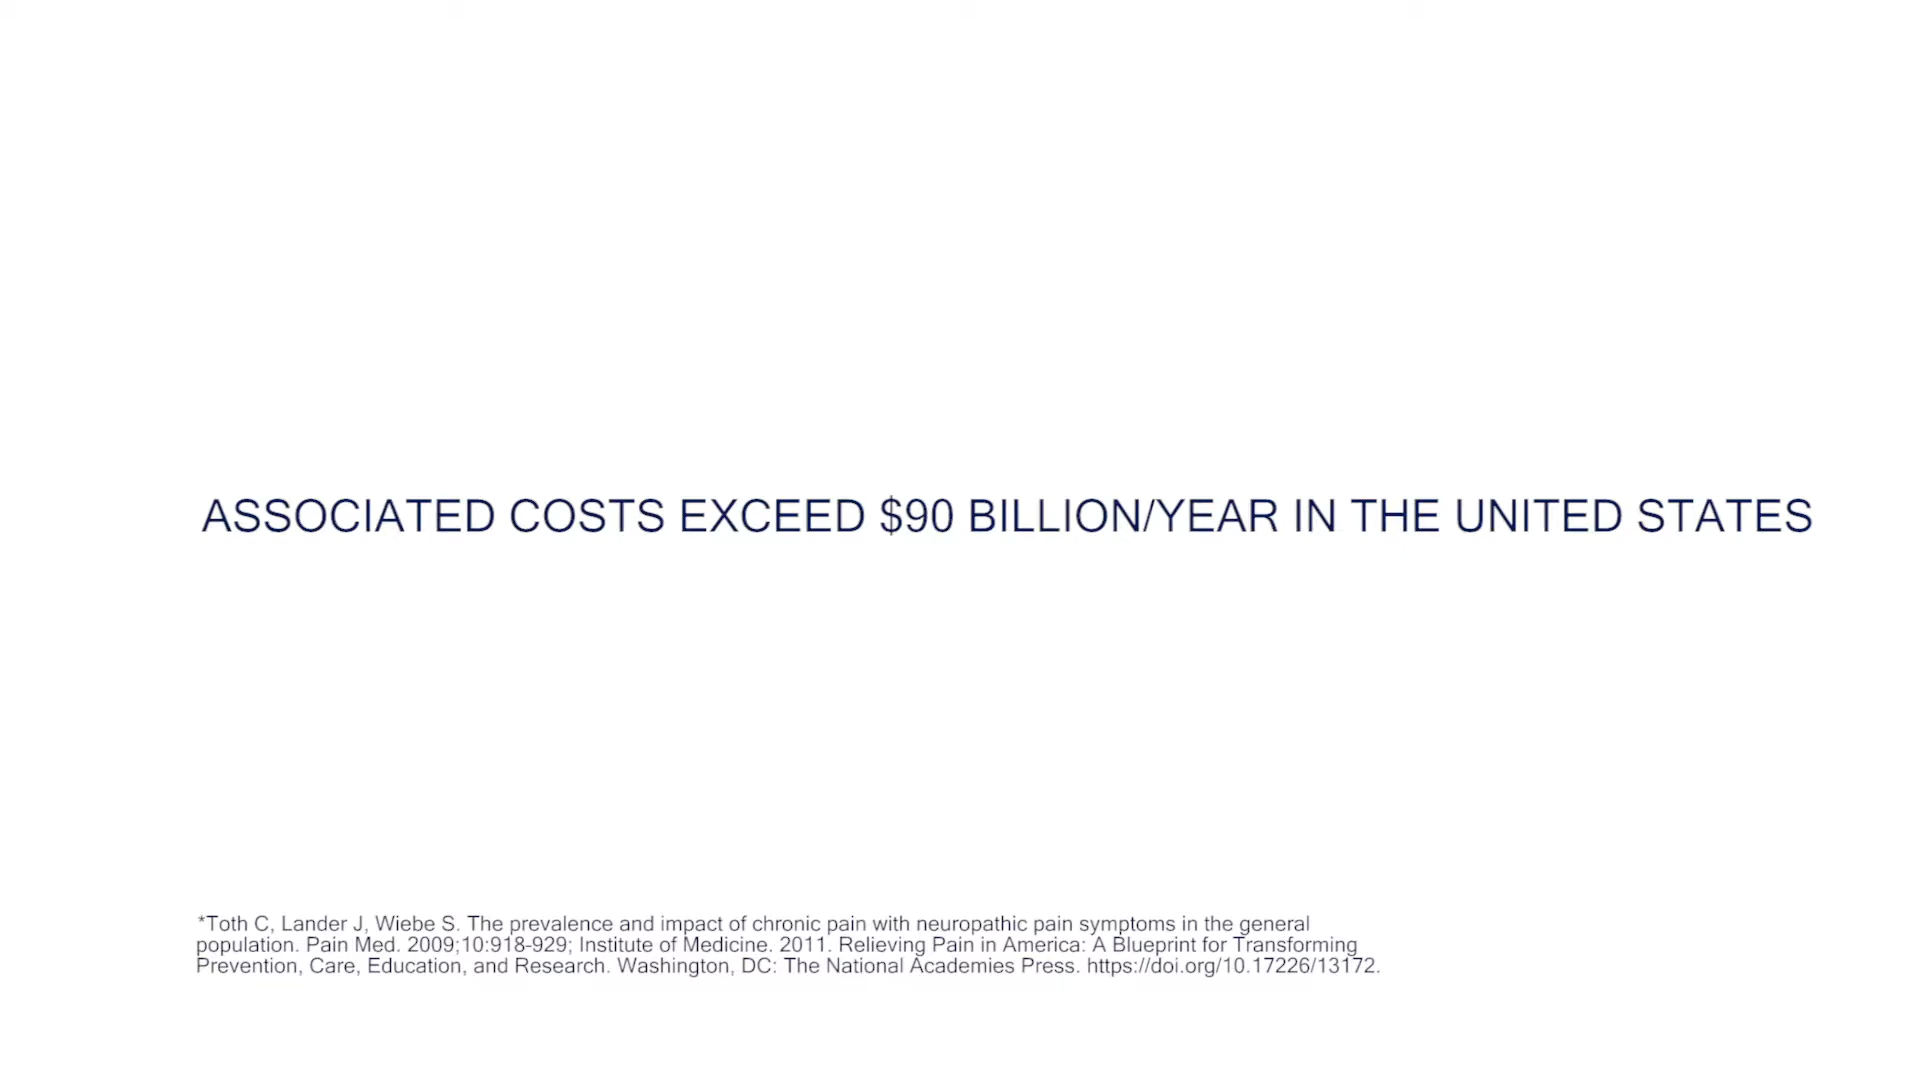 ASSOCIATED COSTS EXCEED $90 BILLION/YEAR IN THE UNITED STATES
*Toth C, Lander J, Wiebe S. The prevalence and impact of chronic pain with neuropathic pain symptoms in the general
population. Pain Med. 2009;10:918-929; Institute of Medicine. 2011. Relieving Pain in America: A Blueprint for Transforming
Prevention, Care, Education, and Research. Washington, DC: The National Academies Press. https://doi.org/10.17226/13172.